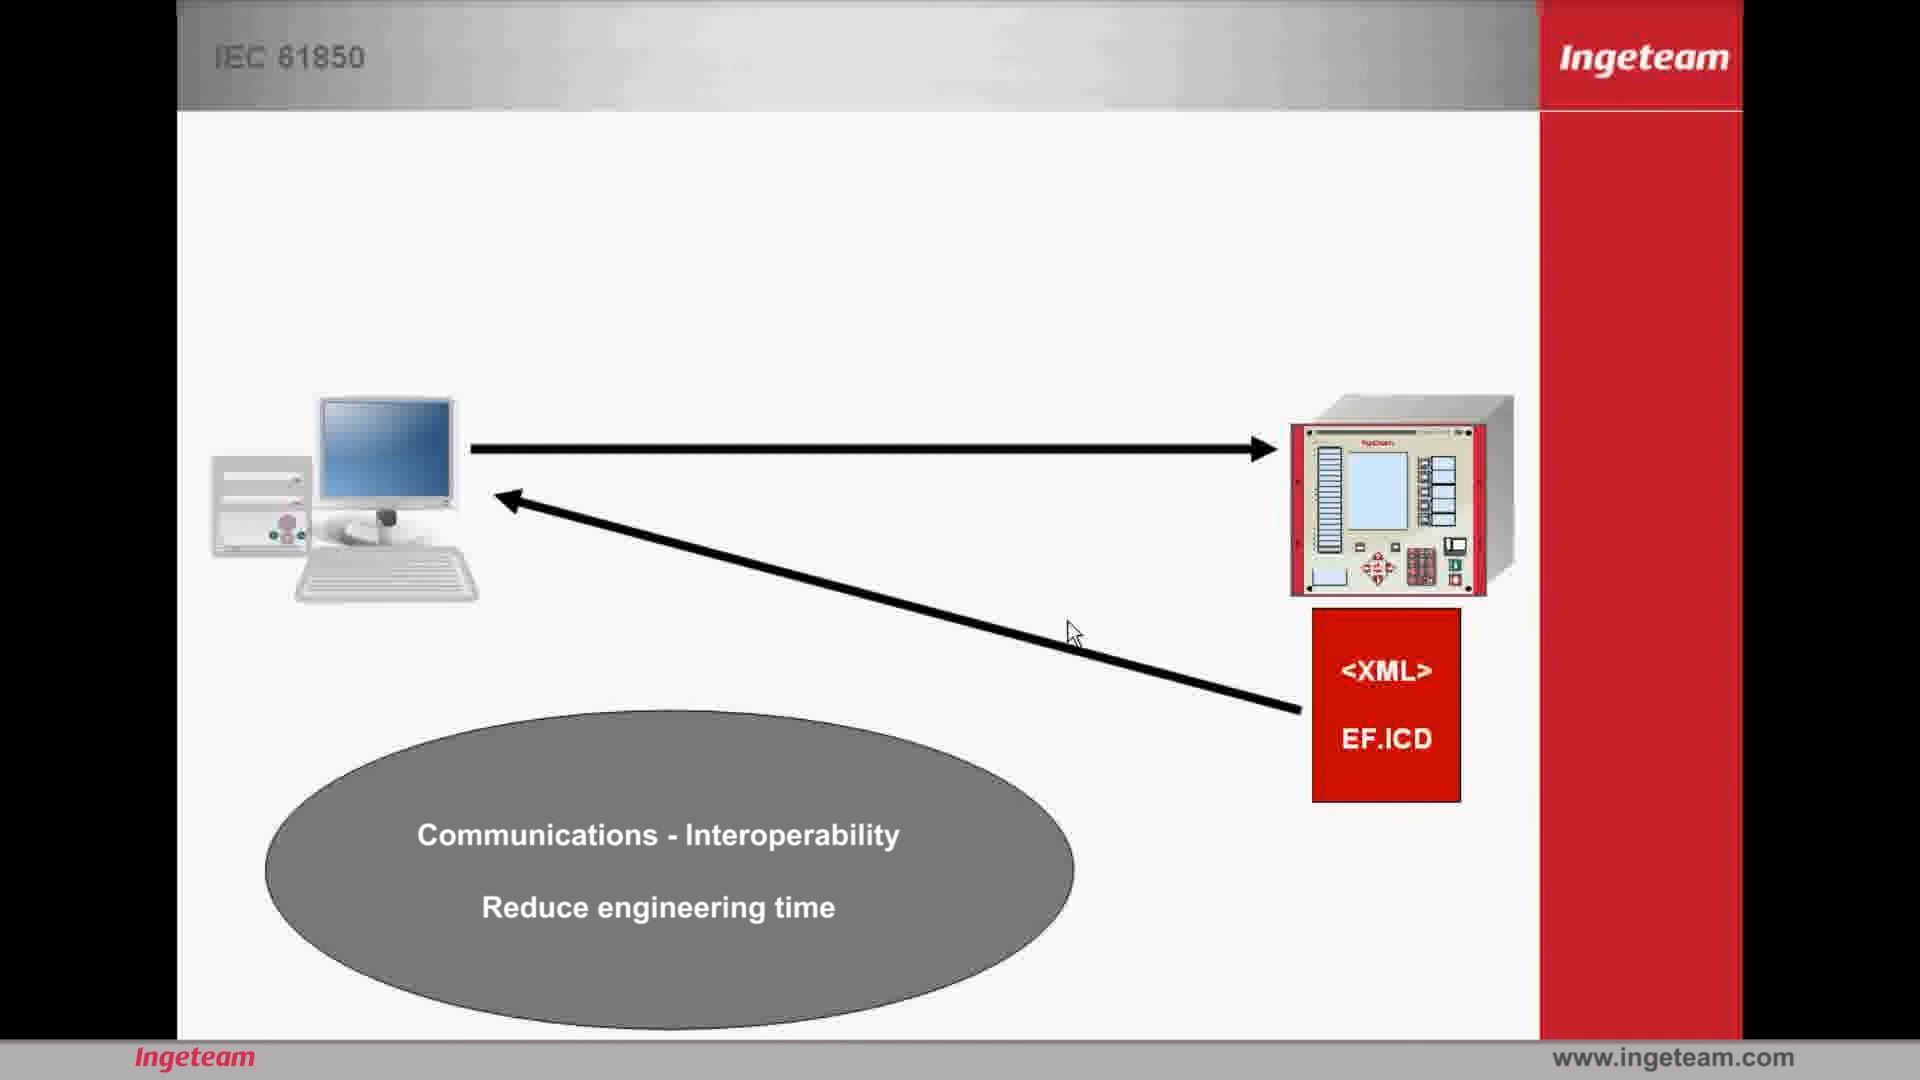 IEC 61850
Ingeteam
<XML>
EF.ICD
Communications - Interoperability
Reduce engineering time
Ingeteam
www.ingeteam.com